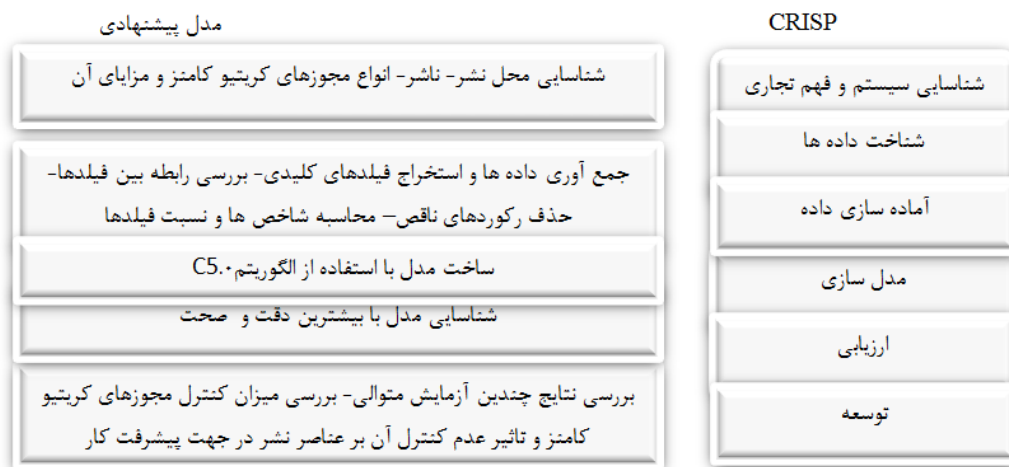 مدل پیشنهادی
شناسایی محل نشر- ناشر- انواع مجوزهای کریتیو کامنز و مزایای آن
جمع آوری داده ها و استخراج فیلدهای کلیدی- بررسی رابطه بین فیلدها-
حذف رکوردهای ناقص– محاسبه شاخص ها و نسبت فیلدها
ساخت مدل با استفاده از الگوریتم C5.۰
شناسایی مدل با بیشترین دقت و صحت
بررسی نتایج چندین آزمایش متوالی- بررسی میزان کنترل مجوزهای کریتیو
کامنز و تاثیر عدم کنترل آن بر عناصر نشر در جهت پیشرفت کار
CRISP
شناسایی سیستم و فهم تجاری
شناخت داده ها
آماده سازی داده
مدل سازی
ارزیابی
توسعه